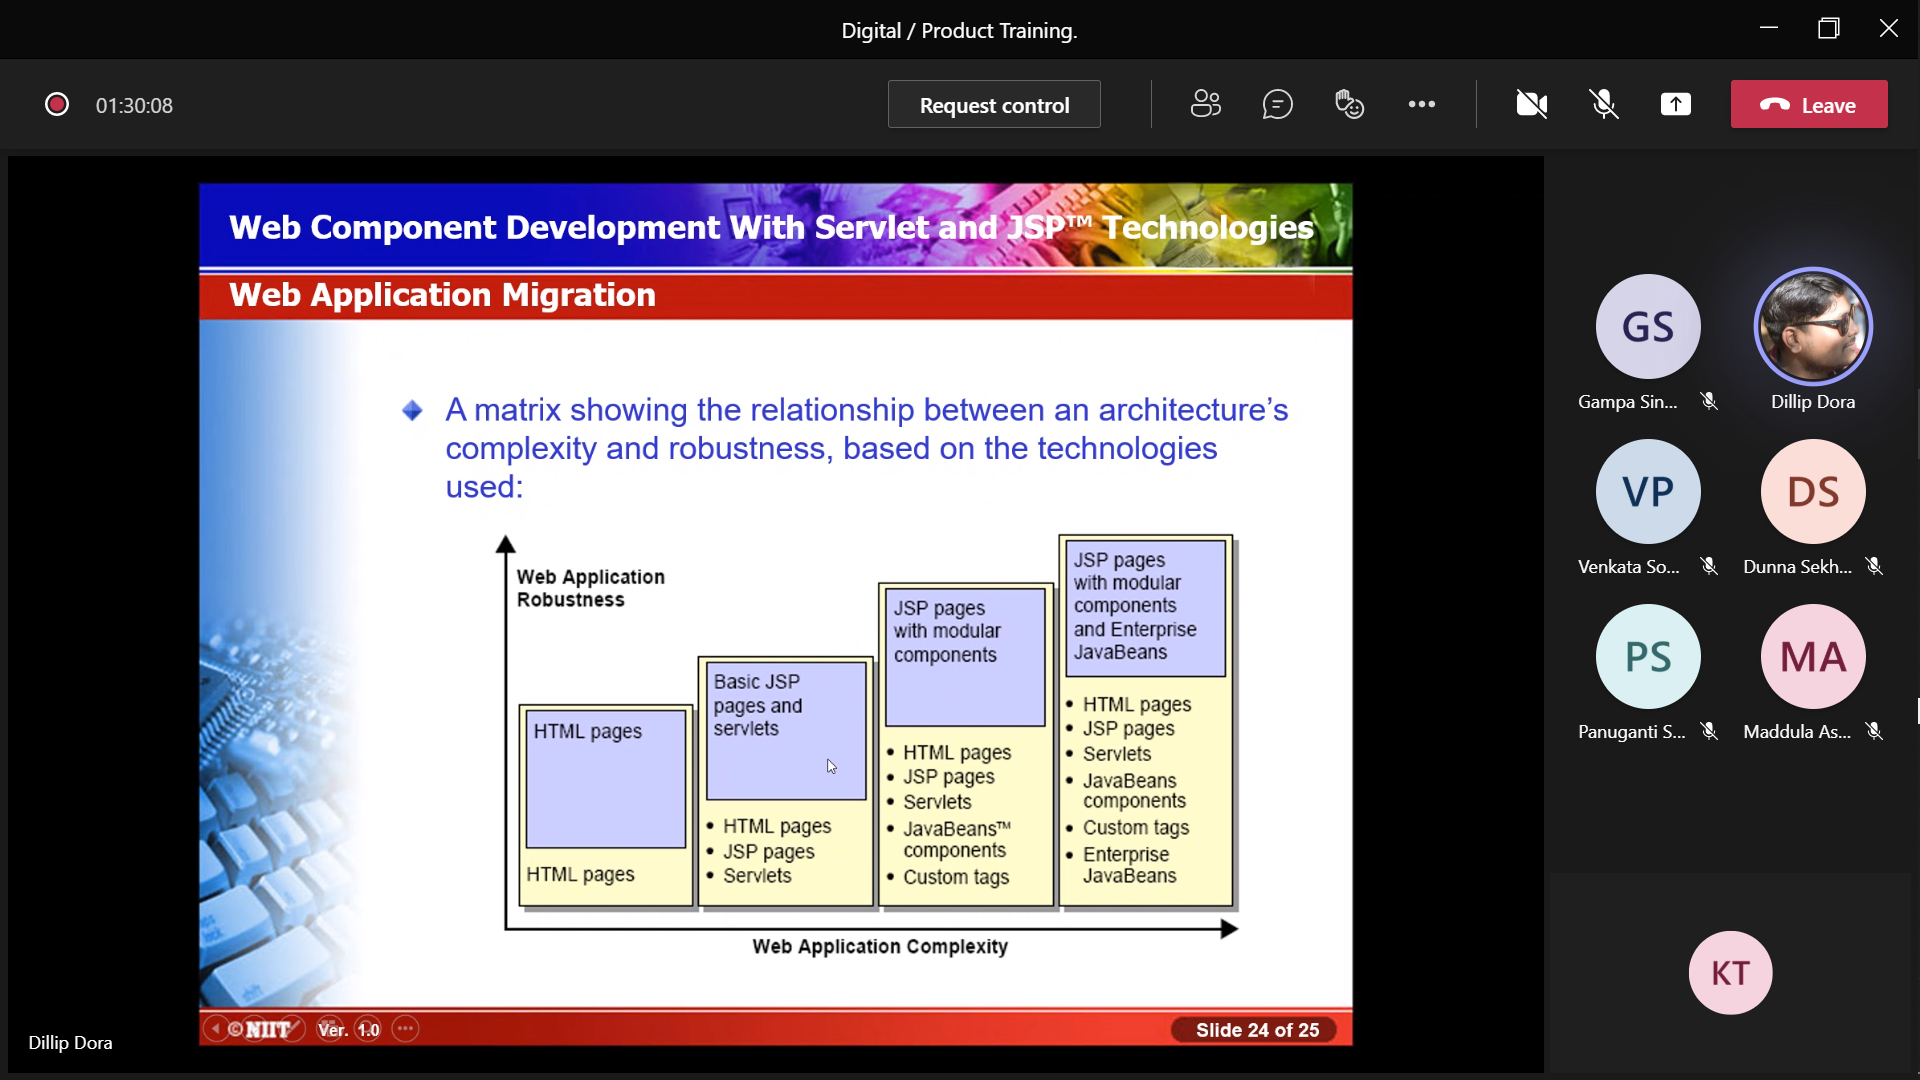 Digital / Product Training.
01:30:08
Request control
Leave
Web Component Development With Servlet and JSP™ Technologies
Web Application Migration
A matrix showing the relationship between an architecture's
complexity and robustness, based on the technologies
used:
Web Application
Robustness
HTML pages
HTML pages
Basic JSP
pages and
servlets
• HTML pages
• JSP pages
• Servlets
JSP pages
with modular
components
• HTML pages
• JSP pages
• Servlets
• JavaBeans™
components
• Custom tags
JSP pages
with modular
components
and Enterprise
JavaBeans
• HTML pages
• JSP pages
• Servlets
• JavaBeans
components
• Custom tags
• Enterprise
JavaBeans
Web Application Complexity
© NIIT
Ver. 1.0
Slide 24 of 25
Dillip Dora
GS
Gampa Sin...
Dillip Dora
VP
Venkata So...
DS
Dunna Sekh...
PS
Panuganti S...
MA
Maddula As...
KT